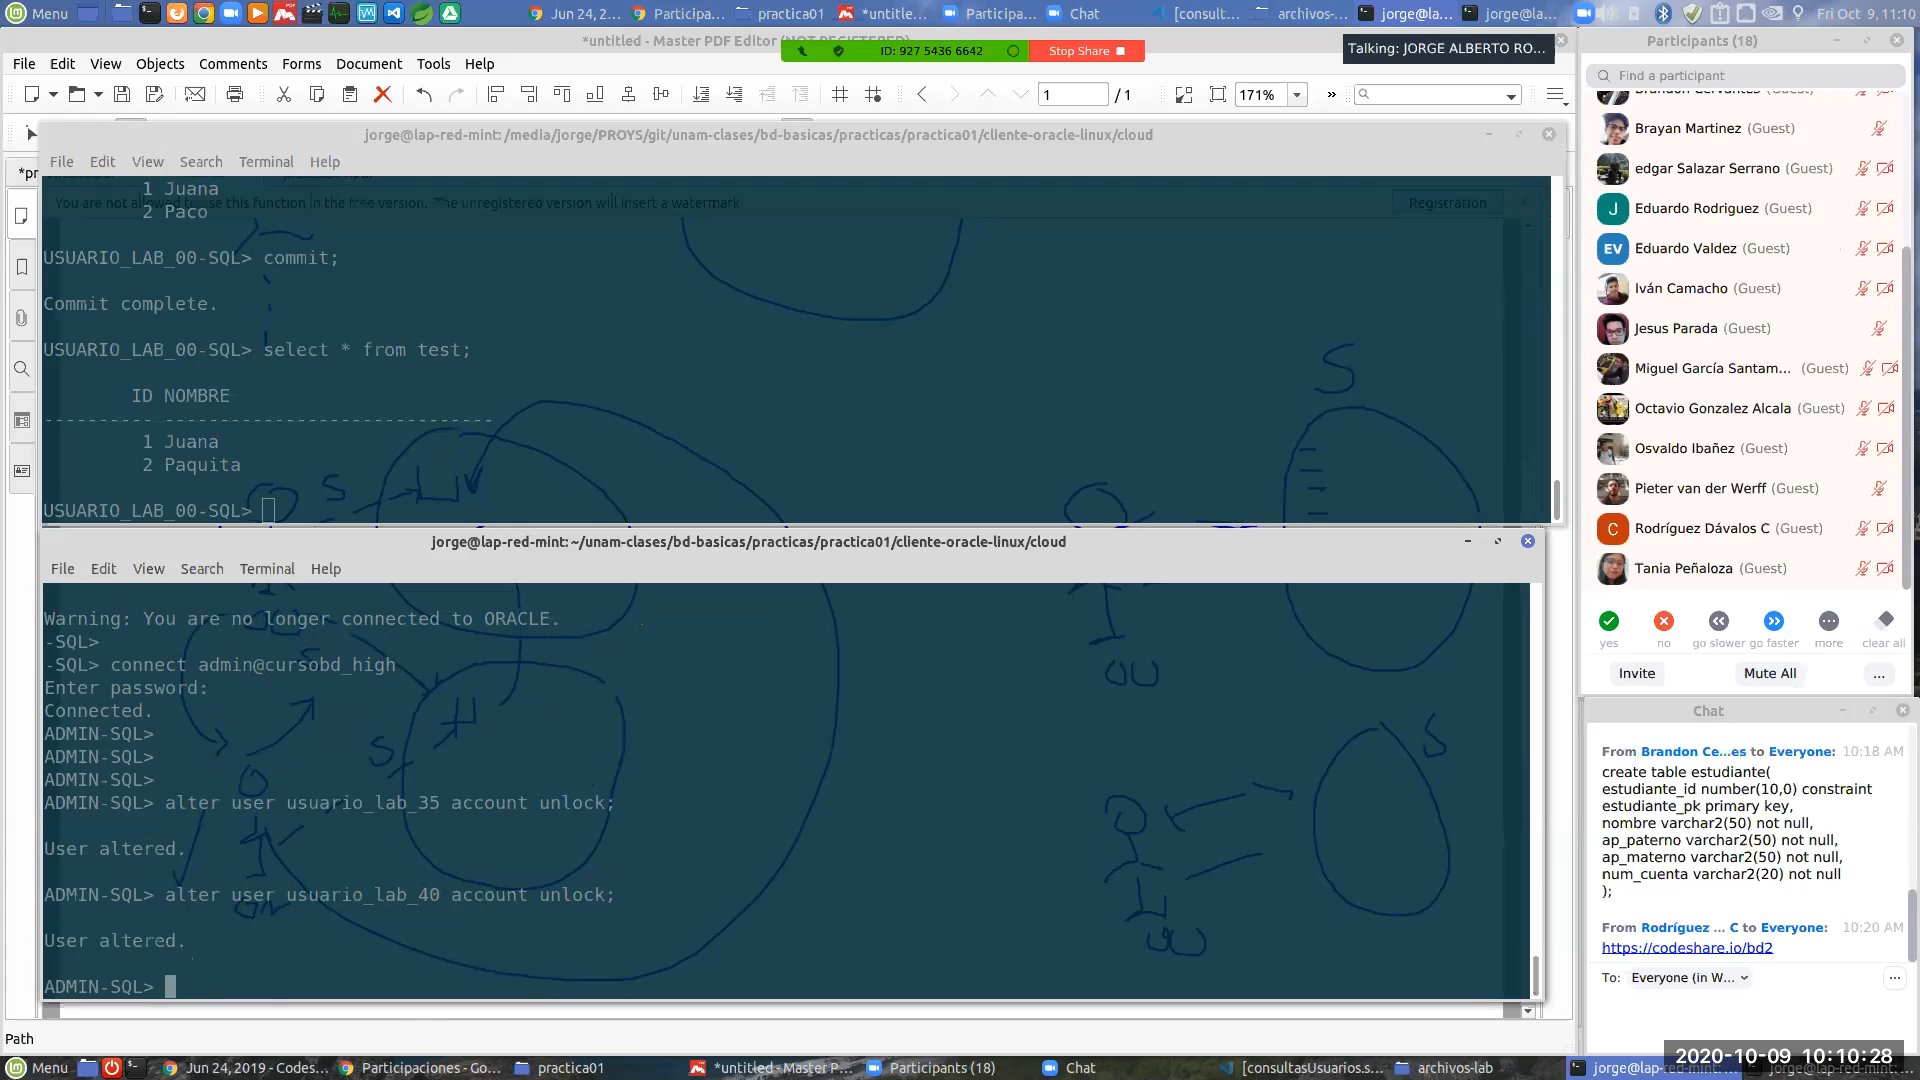 Menu
Jun 24, 2...
Participa...
practica01
*untitle...
Participa...
Chat
[consult...
archivos-...
jorge@la...
jorge@la...
Fri Oct 9, 11:10
*untitled - Master PDF Editor (NOT REGISTERED)
ID: 927 5436 6642
Stop Share
Talking: JORGE ALBERTO RO...
File Edit View Objects Comments Forms Document Tools Help
1 / 1
171%
*pr
jorge@lap-red-mint: /media/jorge/PROYS/git/unam-clases/bd-basicas/practicas/practica01/cliente-oracle-linux/cloud
File Edit View Search Terminal Help
You are not allowed to use this function in the free version. The unregistered version will insert a watermark
Registration
1 Juana
2 Paco
USUARIO_LAB_00-SQL> commit;
Commit complete.
USUARIO_LAB_00-SQL> select * from test;
ID NOMBRE
---------- ------------------------------
1 Juana
2 Paquita
USUARIO_LAB_00-SQL>
S
S
jorge@lap-red-mint: ~/unam-clases/bd-basicas/practicas/practica01/cliente-oracle-linux/cloud
File Edit View Search Terminal Help
Warning: You are no longer connected to ORACLE.
-SQL>
-SQL> connect admin@cursobd_high
Enter password:
Connected.
ADMIN-SQL>
ADMIN-SQL>
ADMIN-SQL>
ADMIN-SQL> alter user usuario_lab_35 account unlock;
User altered.
ADMIN-SQL> alter user usuario_lab_40 account unlock;
User altered.
ADMIN-SQL>
S
S
Path
Participants (18)
Find a participant
Brandon Cervantes (Guest)
Brayan Martinez (Guest)
edgar Salazar Serrano (Guest)
J Eduardo Rodriguez (Guest)
EV Eduardo Valdez (Guest)
Iván Camacho (Guest)
Jesus Parada (Guest)
Miguel García Santam... (Guest)
Octavio Gonzalez Alcala (Guest)
Osvaldo Ibañez (Guest)
Pieter van der Werff (Guest)
C Rodríguez Dávalos C (Guest)
Tania Peñaloza (Guest)
yes no go slower go faster more clear all
Invite Mute All ...
Chat
From Brandon Ce...es to Everyone: 10:18 AM
create table estudiante(
estudiante_id number(10,0) constraint
estudiante_pk primary key,
nombre varchar2(50) not null,
ap_paterno varchar2(50) not null,
ap_materno varchar2(50) not null,
num_cuenta varchar2(20) not null
);
From Rodríguez ... C to Everyone: 10:20 AM
https://codeshare.io/bd2
To: Everyone (in W...
2020-10-09 10:10:28
Menu
Jun 24, 2019 - Codes...
Participaciones - Go...
practica01
*untitled - Master P...
Participants (18)
Chat
[consultasUsuarios.s...
archivos-lab
jorge@lap-red-mint: ...
jorge@lap-red-mint: ...